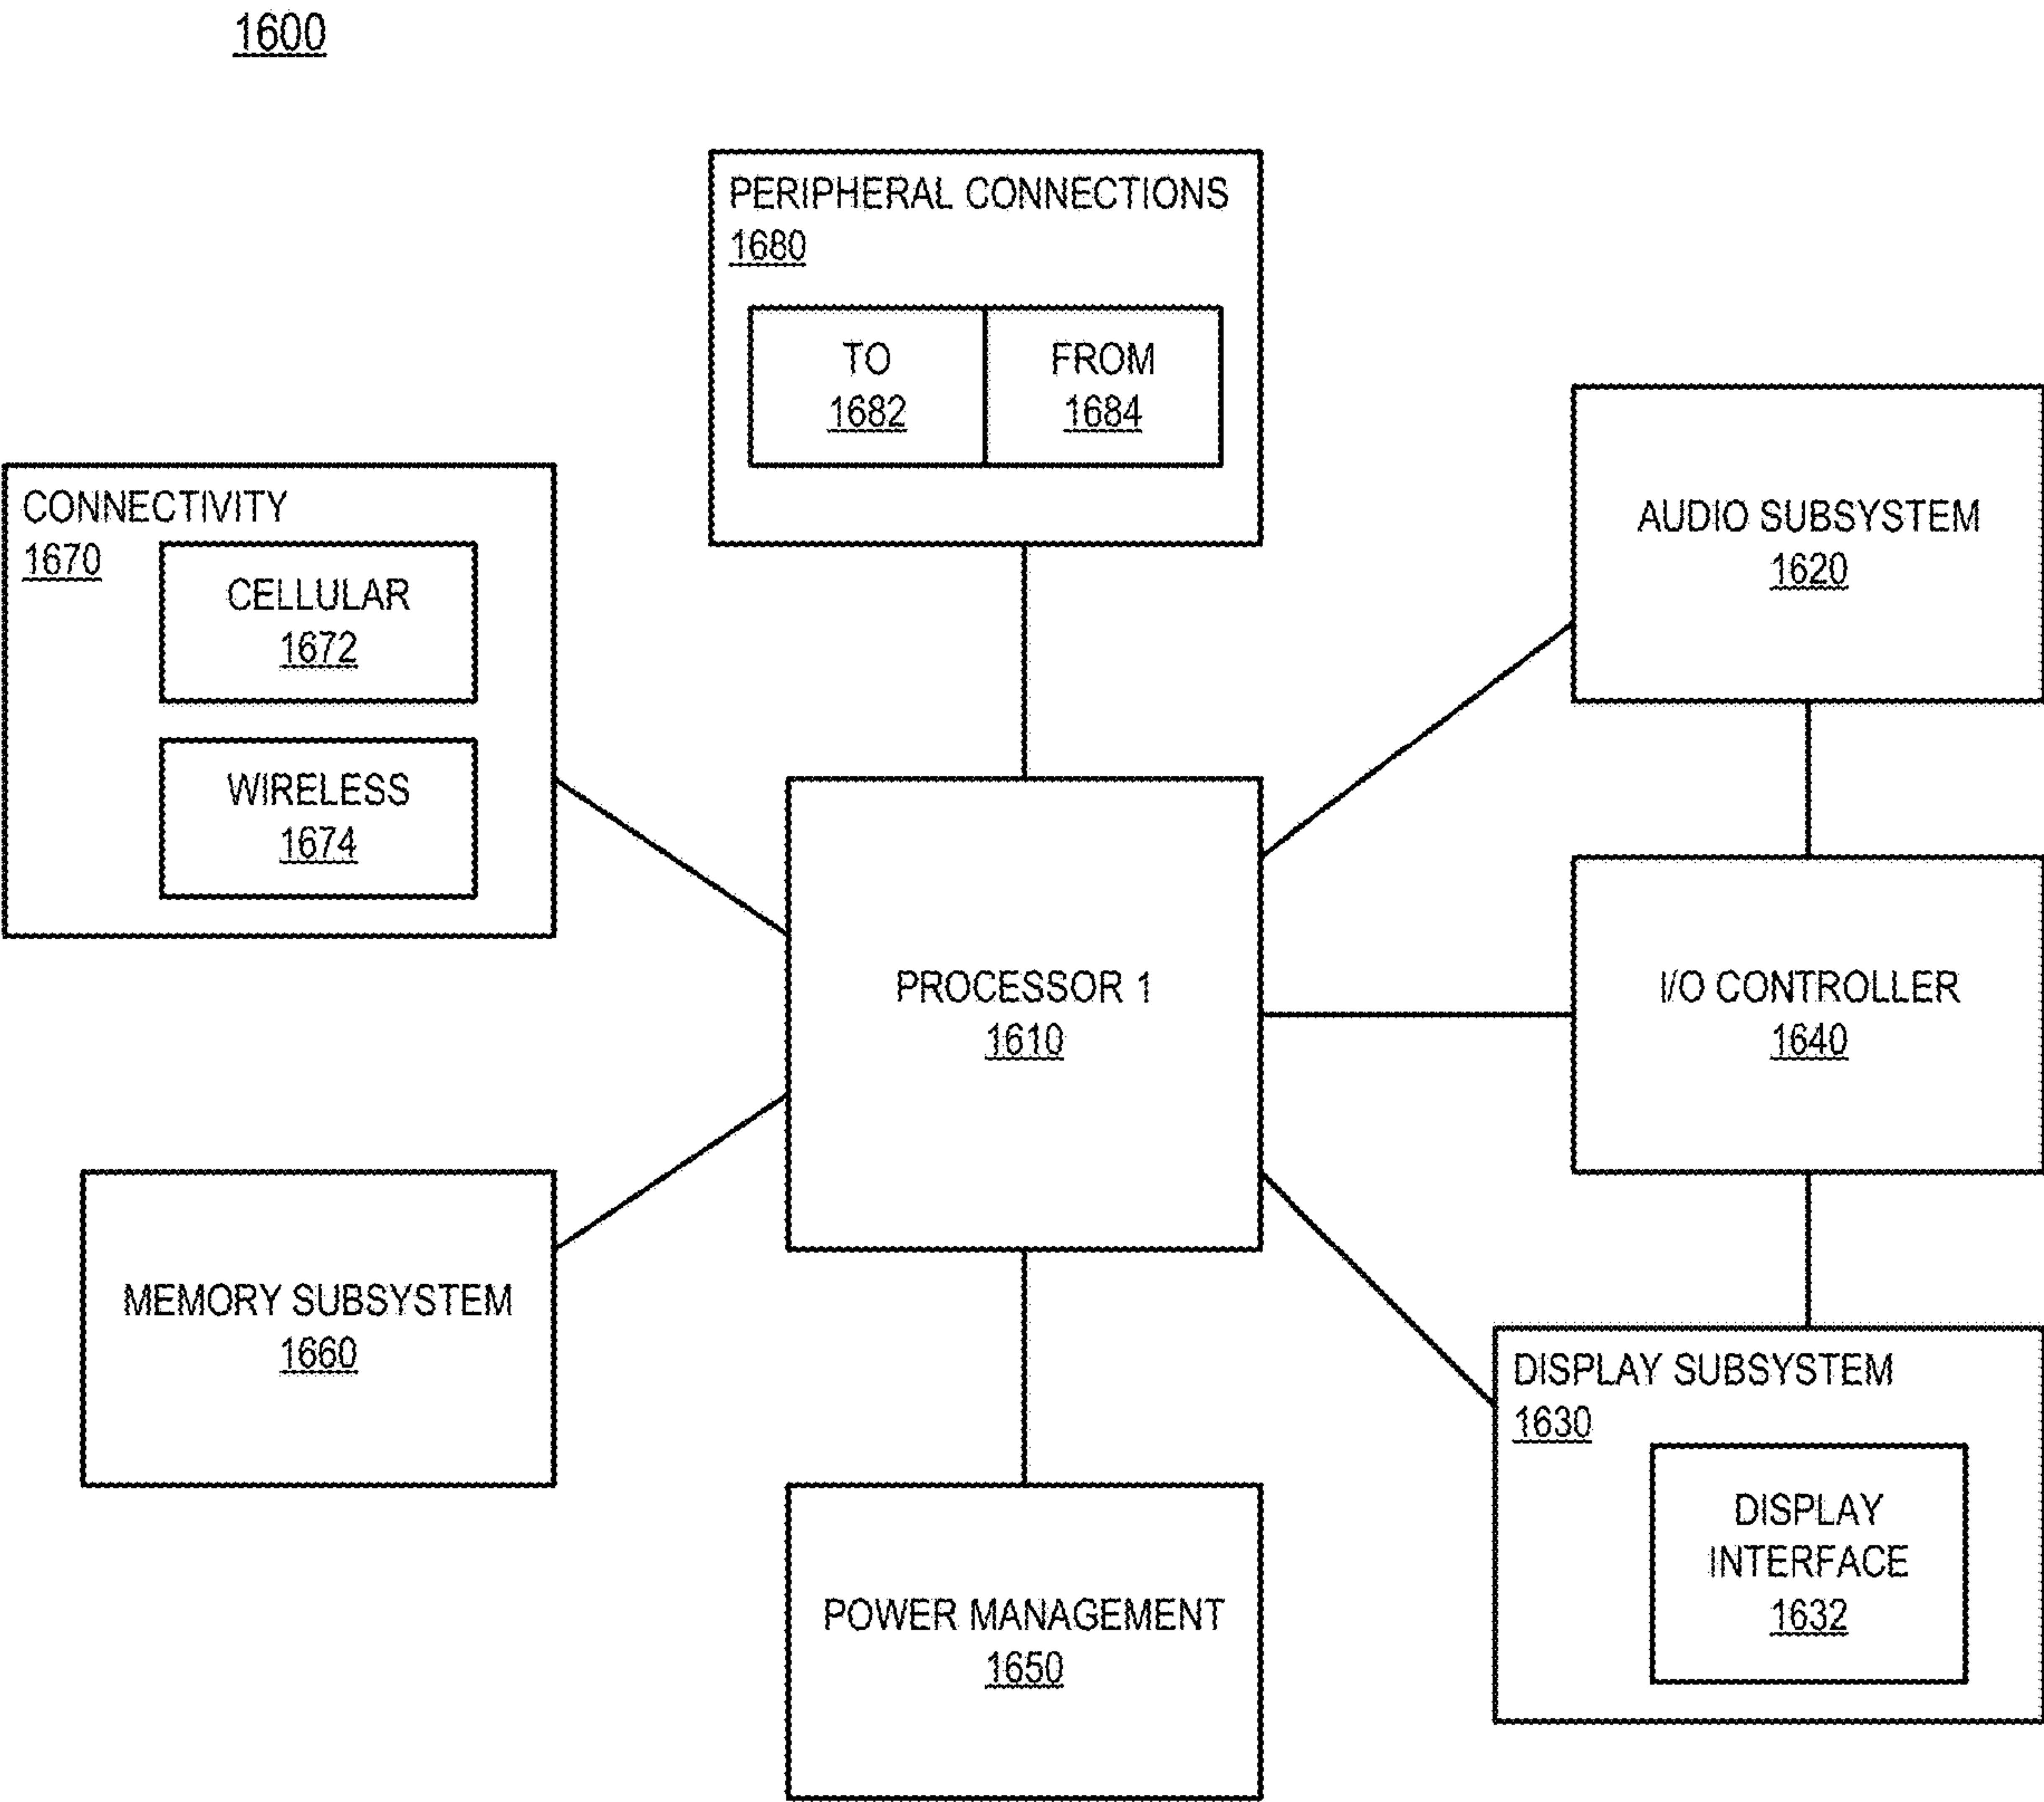 1600
PERIPHERAL CONNECTIONS
1680
TO
1682
FROM
1684
CONNECTIVITY
1670
CELLULAR
1672
WIRELESS
1674
AUDIO SUBSYSTEM
1620
PROCESSOR 1
1610
I/O CONTROLLER
1640
MEMORY SUBSYSTEM
1660
DISPLAY SUBSYSTEM
1630
DISPLAY
INTERFACE
1632
POWER MANAGEMENT
1650